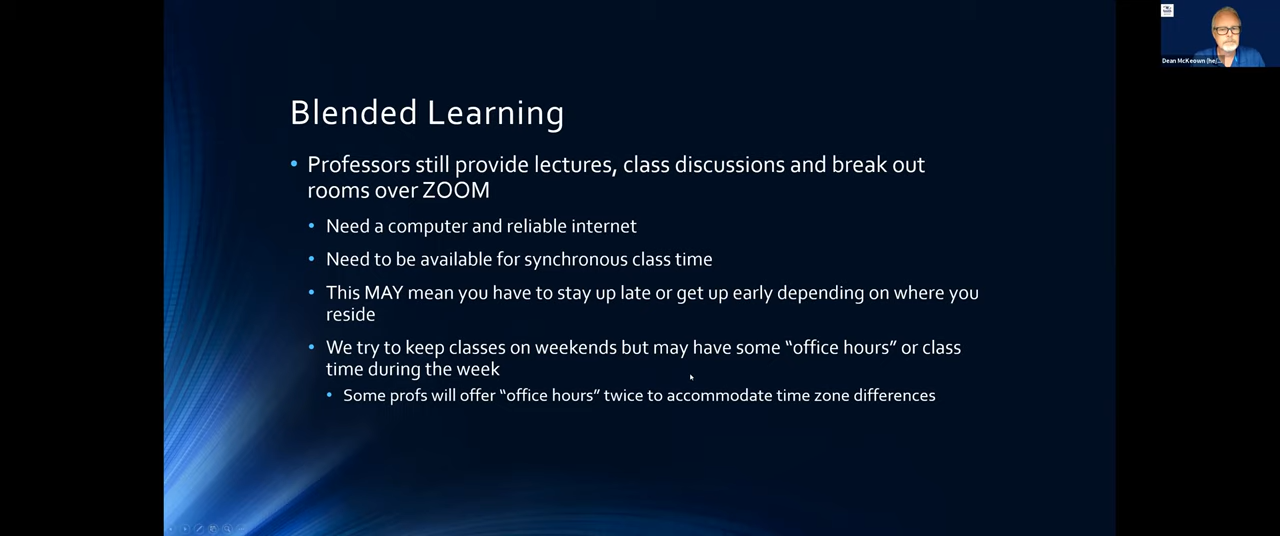 Blended Learning
• Professors still provide lectures, class discussions and break out
rooms over ZOOM
• Need a computer and reliable internet
• Need to be available for synchronous class time
• This MAY mean you have to stay up late or get up early depending on where you
reside
• We try to keep classes on weekends but may have some “office hours” or class
time during the week
• Some profs will offer “office hours” twice to accommodate time zone differences
Dean McKeown (he/...